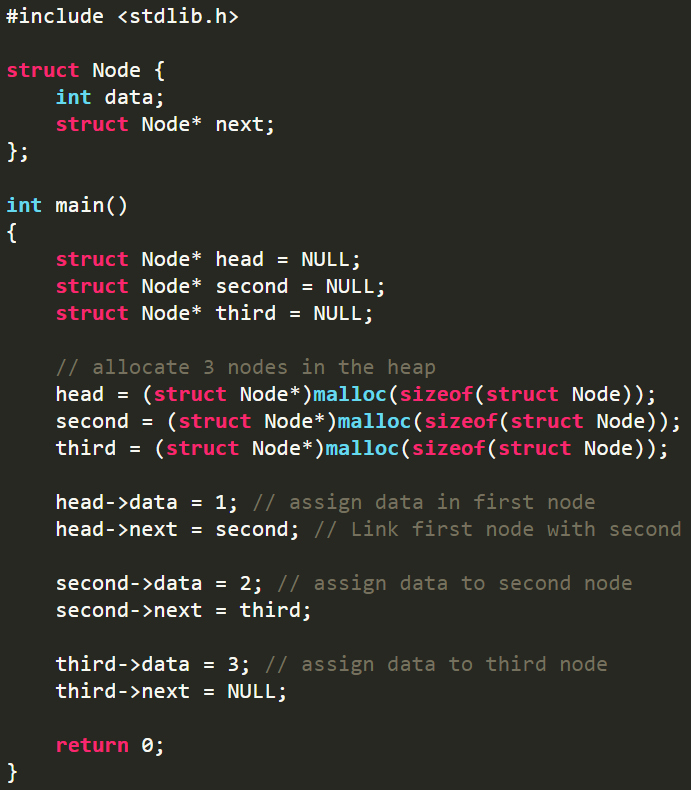 #include <stdlib.h>

struct Node {
    int data;
    struct Node* next;
};

int main()
{
    struct Node* head = NULL;
    struct Node* second = NULL;
    struct Node* third = NULL;

    // allocate 3 nodes in the heap
    head = (struct Node*)malloc(sizeof(struct Node));
    second = (struct Node*)malloc(sizeof(struct Node));
    third = (struct Node*)malloc(sizeof(struct Node));

    head->data = 1; // assign data in first node
    head->next = second; // Link first node with second

    second->data = 2; // assign data to second node
    second->next = third;

    third->data = 3; // assign data to third node
    third->next = NULL;

    return 0;
}